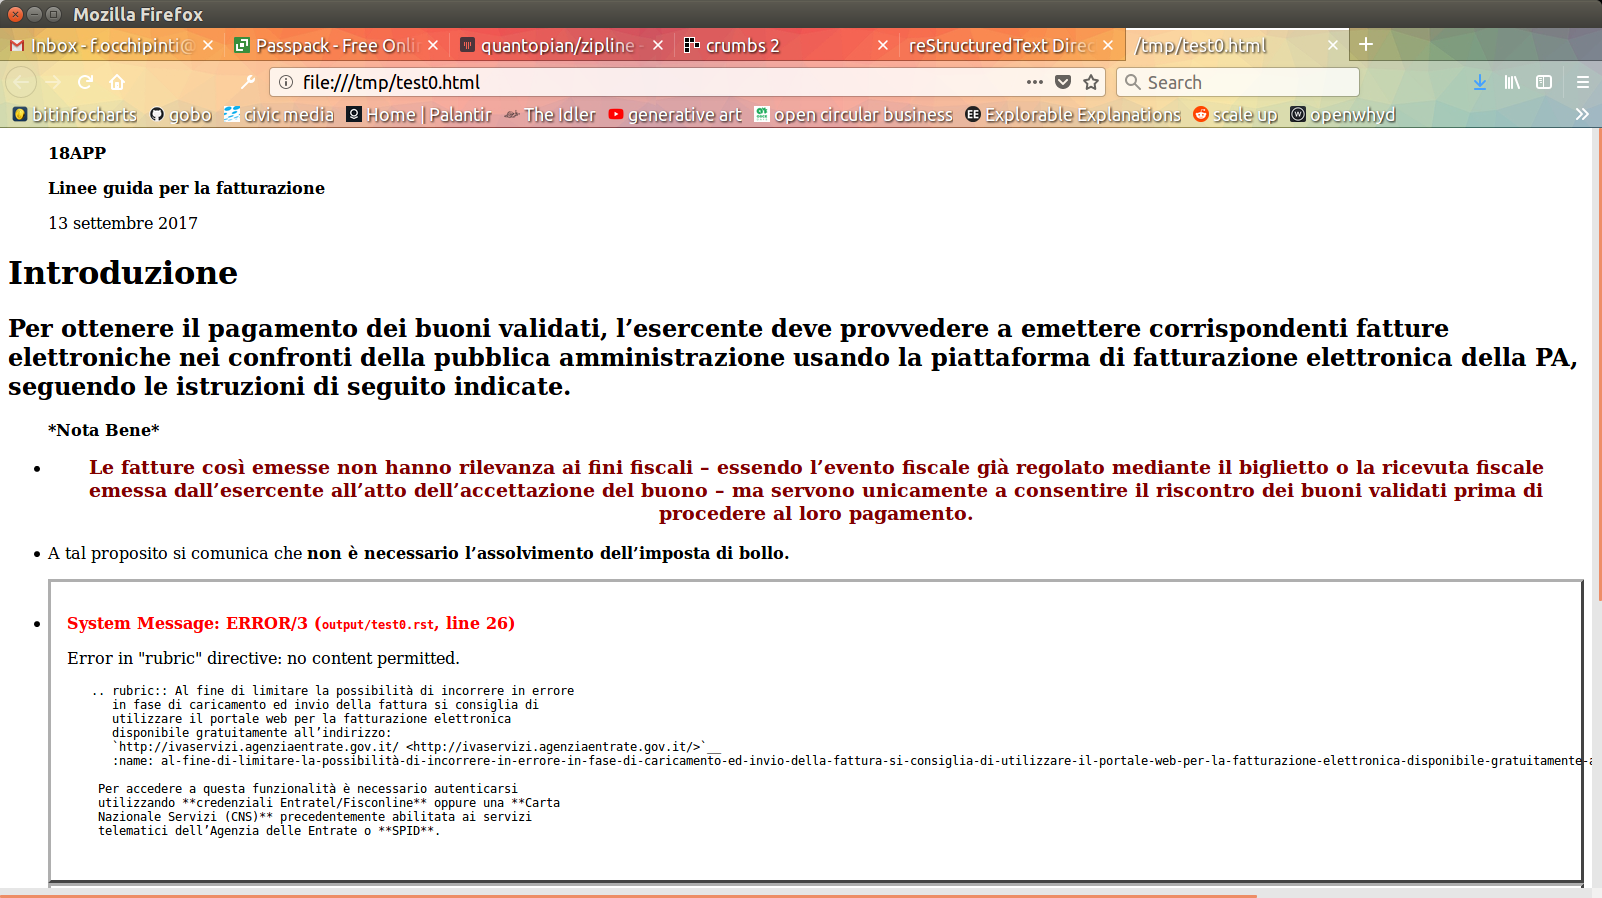 Mozilla Firefox
Inbox - f.occhipinti@
Passpack - Free Onli
quantopian/zipline -
crumbs 2
reStructuredText Direc
/tmp/test0.html
file:///tmp/test0.html
Search
bitinfocharts
gobo
civic media
Home | Palantir
The Idler
generative art
open circular business
EE Explorable Explanations
scale up
openwhyd
18APP
Linee guida per la fatturazione
13 settembre 2017
Introduzione
Per ottenere il pagamento dei buoni validati, l’esercente deve provvedere a emettere corrispondenti fatture
elettroniche nei confronti della pubblica amministrazione usando la piattaforma di fatturazione elettronica della PA,
seguendo le istruzioni di seguito indicate.
*Nota Bene*
• Le fatture così emesse non hanno rilevanza ai fini fiscali – essendo l’evento fiscale già regolato mediante il biglietto o la ricevuta fiscale
emessa dall’esercente all’atto dell’accettazione del buono – ma servono unicamente a consentire il riscontro dei buoni validati prima di
procedere al loro pagamento.
• A tal proposito si comunica che non è necessario l’assolvimento dell’imposta di bollo.
• System Message: ERROR/3 (output/test0.rst, line 26)
Error in "rubric" directive: no content permitted.
.. rubric:: Al fine di limitare la possibilità di incorrere in errore
in fase di caricamento ed invio della fattura si consiglia di
utilizzare il portale web per la fatturazione elettronica
disponibile gratuitamente all’indirizzo:
`http://ivaservizi.agenziaentrate.gov.it/ <http://ivaservizi.agenziaentrate.gov.it/>`__
:name: al-fine-di-limitare-la-possibilità-di-incorrere-in-errore-in-fase-di-caricamento-ed-invio-della-fattura-si-consiglia-di-utilizzare-il-portale-web-per-la-fatturazione-elettronica-disponibile-gratuitamente-a
Per accedere a questa funzionalità è necessario autenticarsi
utilizzando **credenziali Entratel/Fisconline** oppure una **Carta
Nazionale Servizi (CNS)** precedentemente abilitata ai servizi
telematici dell’Agenzia delle Entrate o **SPID**.